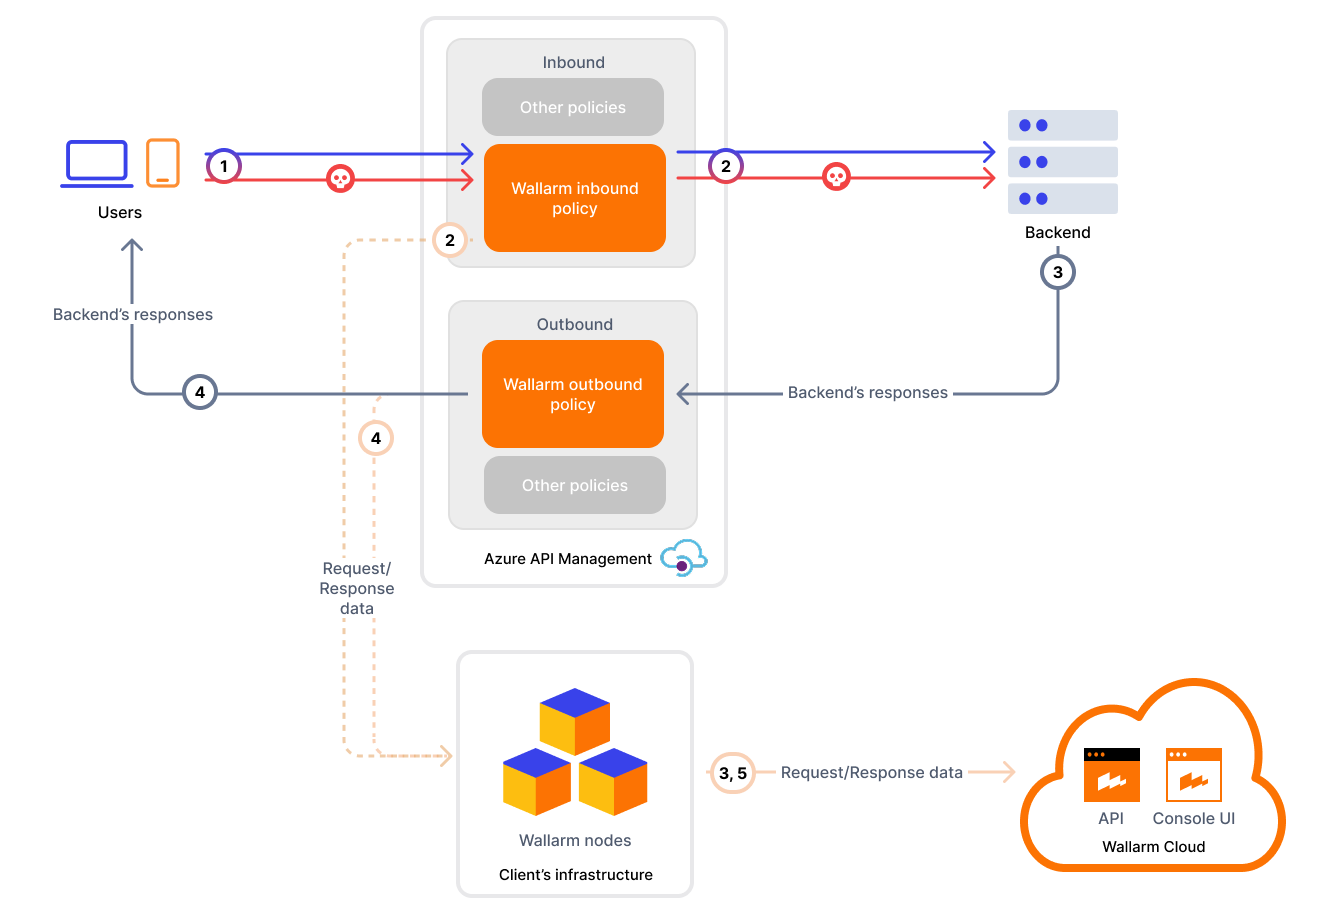 Inbound
Other policies
1
2
Wallarm inbound
policy
Users
Backend
2
3
Backend’s responses
Outbound
Wallarm outbound
policy
4
Backend’s responses
4
Other policies
Azure API Management
Request/
Response
data
3, 5
Request/Response data
API
Console UI
Wallarm Cloud
Wallarm nodes
Client’s infrastructure